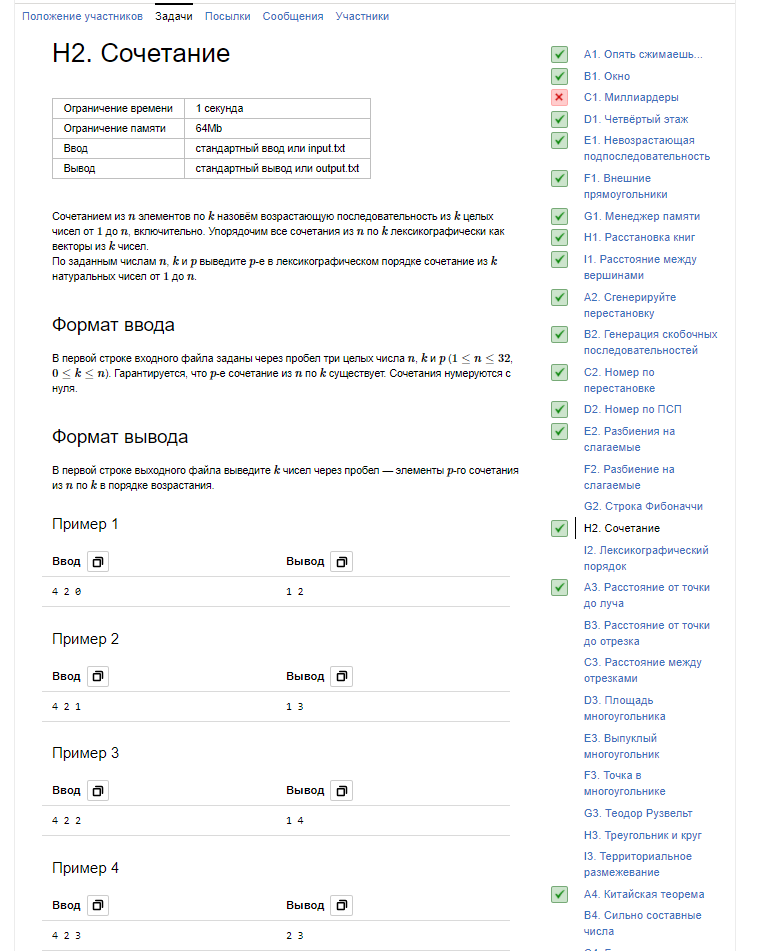 Положение участников Задачи Посылки Сообщения Участники
H2. Сочетание
Ограничение времени 1 секунда
Ограничение памяти 64Mb
Ввод стандартный ввод или input.txt
Вывод стандартный вывод или output.txt
Сочетанием из n элементов по k назовём возрастающую последовательность из k целых
чисел от 1 до n, включительно. Упорядочим все сочетания из n по k лексикографически как
векторы из k чисел.
По заданным числам n, k и p выведите p-е в лексикографическом порядке сочетание из k
натуральных чисел от 1 до n.
Формат ввода
В первой строке входного файла заданы через пробел три целых числа n, k и p (1 ≤ n ≤ 32,
0 ≤ k ≤ n). Гарантируется, что p-е сочетание из n по k существует. Сочетания нумеруются с
нуля.
Формат вывода
В первой строке выходного файла выведите k чисел через пробел — элементы p-го сочетания
из n по k в порядке возрастания.
Пример 1
Ввод Вывод
4 2 0 1 2
Пример 2
Ввод Вывод
4 2 1 1 3
Пример 3
Ввод Вывод
4 2 2 1 4
Пример 4
Ввод Вывод
4 2 3 2 3
A1. Опять сжимаешь...
B1. Окно
C1. Миллиардеры
D1. Четвёртый этаж
E1. Невозрастающая
подпоследовательность
F1. Внешние
прямоугольники
G1. Менеджер памяти
H1. Расстановка книг
I1. Расстояние между
вершинами
A2. Сгенерируйте
перестановку
B2. Генерация скобочных
последовательностей
C2. Номер по
перестановке
D2. Номер по ПСП
E2. Разбиения на
слагаемые
F2. Разбиение на
слагаемые
G2. Строка Фибоначчи
H2. Сочетание
I2. Лексикографический
порядок
A3. Расстояние от точки
до луча
B3. Расстояние от точки
до отрезка
C3. Расстояние между
отрезками
D3. Площадь
многоугольника
E3. Выпуклый
многоугольник
F3. Точка в
многоугольнике
G3. Теодор Рузвельт
H3. Треугольник и круг
I3. Территориальное
размежевание
A4. Китайская теорема
B4. Сильно составные
числа